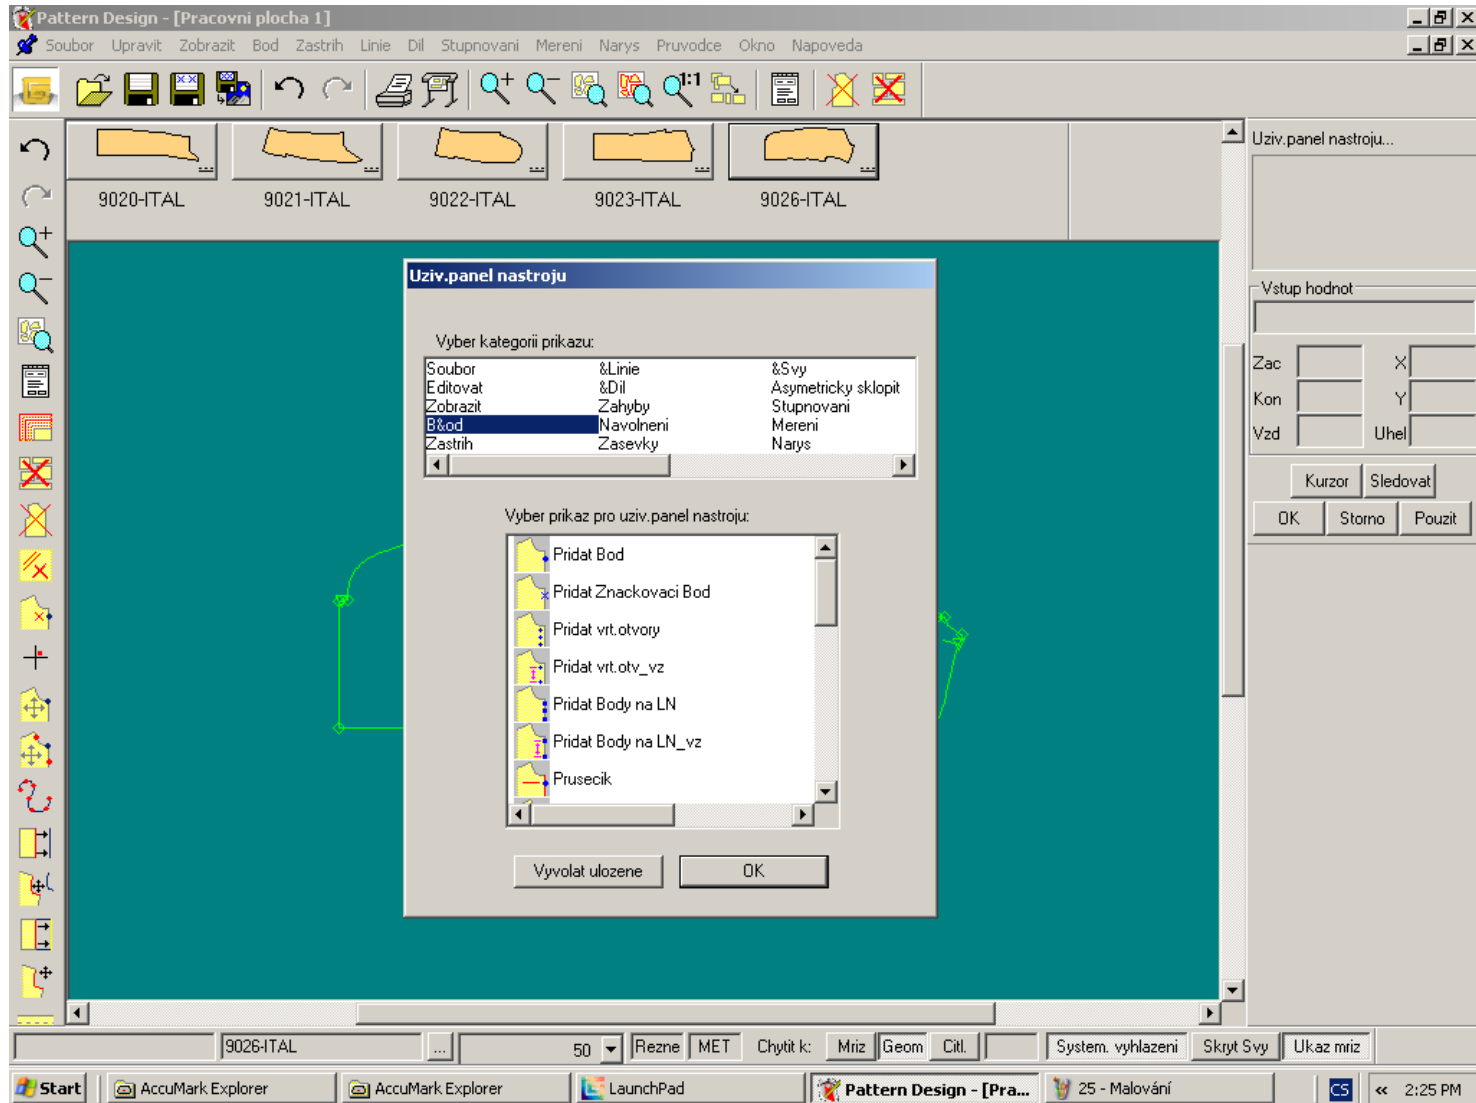 Pattern Design - [Pracovni plocha 1]
Soubor Upravit Zobrazit Bod Zastrih Linie Dil Stupnovani Mereni Narys Pruvodce Okno Napoveda
1:1
9020-ITAL 9021-ITAL 9022-ITAL 9023-ITAL 9026-ITAL
Uziv.panel nastroju...
Vstup hodnot
Zac X
Kon Y
Vzd Uhel
Kurzor Sledovat
OK Storno Pouzit
Uziv.panel nastroju
Vyber kategorii prikazu:
Soubor &Linie &Svy
Editovat &Dil Asymetricky sklopit
Zobrazit Zahyby Stupnovani
B&od Navolneni Mereni
Zastrih Zasevky Narys
Vyber prikaz pro uziv.panel nastroju:
Pridat Bod
Pridat Znackovaci Bod
Pridat vrt.otvory
Pridat vrt.otv_vz
Pridat Body na LN
Pridat Body na LN_vz
Prusecik
Vyvolat ulozene OK
9026-ITAL ... 50 Rezne MET Chytit k: Mriz Geom Citl. System. vyhlazeni Skryt Svy Ukaz mriz
Start AccuMark Explorer AccuMark Explorer LaunchPad Pattern Design - [Pra... 25 - Malování CS « 2:25 PM